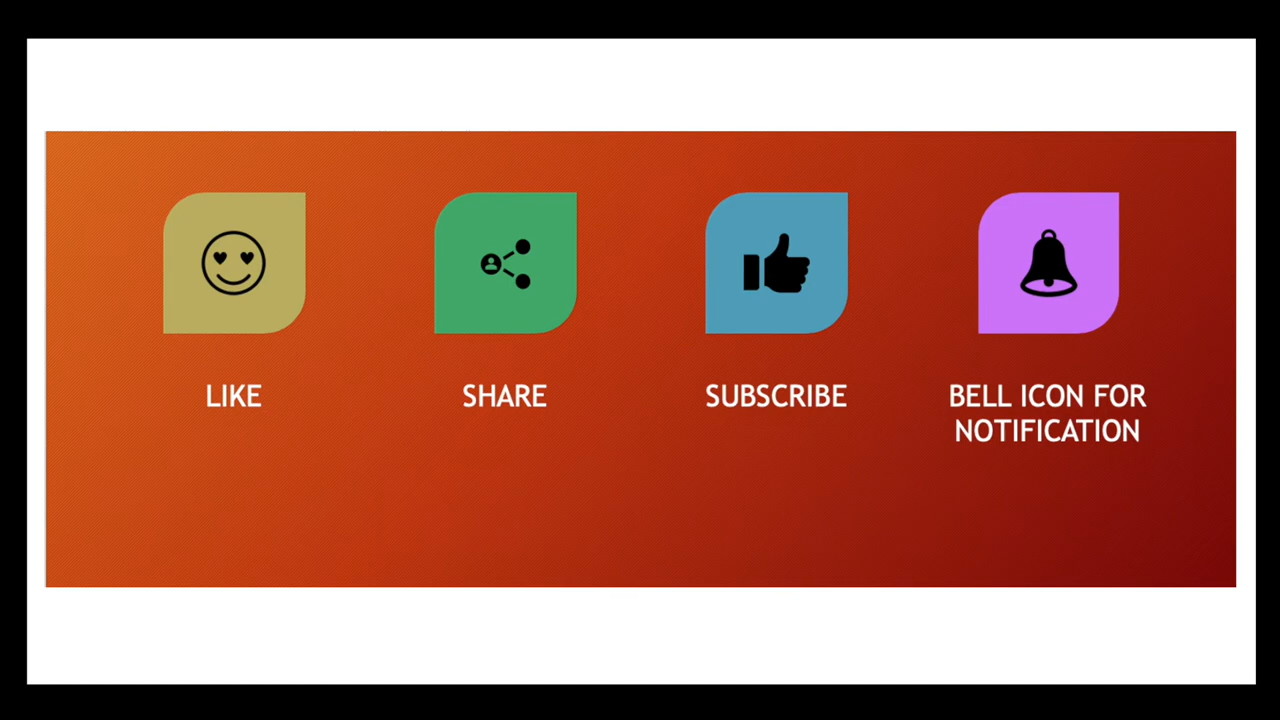 LIKE
SHARE
SUBSCRIBE
BELL ICON FOR
NOTIFICATION